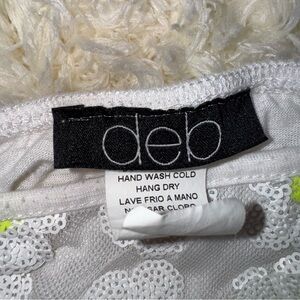 deb
HAND WASH COLD
HANG DRY
LAVE FRIO A MANO